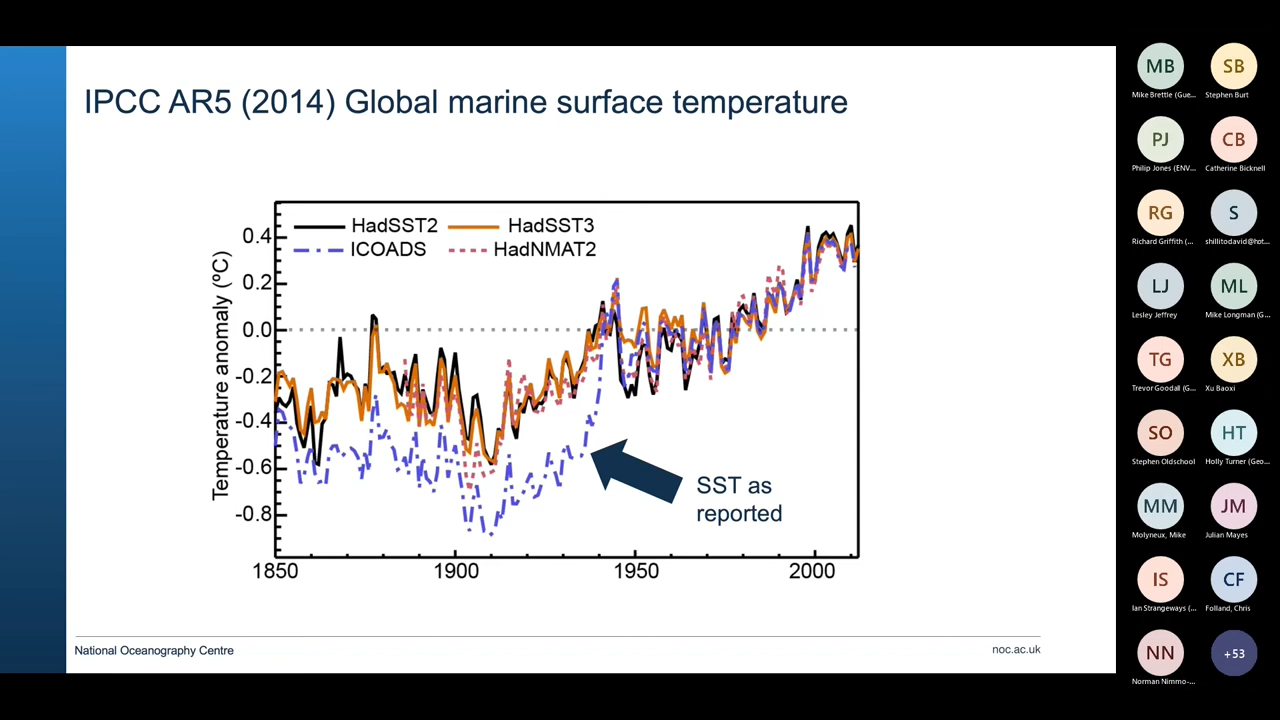 IPCC AR5 (2014) Global marine surface temperature
HadSST2
HadSST3
ICOADS
HadNMAT2
Temperature anomaly (ºC)
0.4
0.2
0.0
-0.2
-0.4
-0.6
-0.8
SST as
reported
1850
1900
1950
2000
National Oceanography Centre
noc.ac.uk
MB
SB
Mike Brettle (Gue...
Stephen Burt
PJ
CB
Philip Jones (ENV...
Catherine Bicknell
RG
S
Richard Griffith (...
shillitodavid@hot...
LJ
ML
Lesley Jeffrey
Mike Longman (G...
TG
XB
Trevor Goodall (G...
Xu Baoxi
SO
HT
Stephen Oldschool
Holly Turner (Geo...
MM
JM
Molyneux, Mike
Julian Mayes
IS
CF
Ian Strangeways (...
Folland, Chris
NN
+53
Norman Nimmo-...